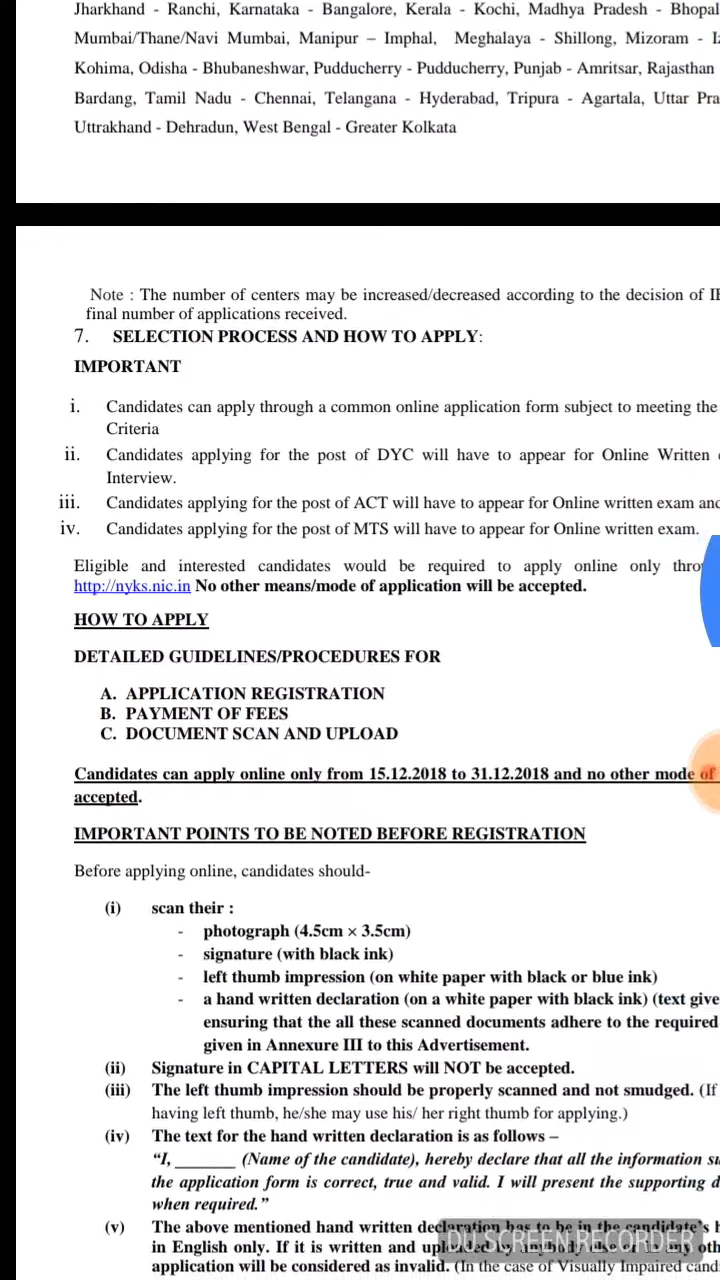 Jharkhand - Ranchi, Karnataka - Bangalore, Kerala - Kochi, Madhya Pradesh - Bhopal
Mumbai/Thane/Navi Mumbai, Manipur – Imphal, Meghalaya - Shillong, Mizoram -
Kohima, Odisha - Bhubaneshwar, Pudducherry - Pudducherry, Punjab - Amritsar, Rajasthan
Bardang, Tamil Nadu - Chennai, Telangana - Hyderabad, Tripura - Agartala, Uttar Pra
Uttrakhand - Dehradun, West Bengal - Greater Kolkata
Note : The number of centers may be increased/decreased according to the decision of
final number of applications received.
7. SELECTION PROCESS AND HOW TO APPLY:
IMPORTANT
i. Candidates can apply through a common online application form subject to meeting the
Criteria
ii. Candidates applying for the post of DYC will have to appear for Online Written
Interview.
iii. Candidates applying for the post of ACT will have to appear for Online written exam and
iv. Candidates applying for the post of MTS will have to appear for Online written exam.
Eligible and interested candidates would be required to apply online only thro
http://nyks.nic.in No other means/mode of application will be accepted.
HOW TO APPLY
DETAILED GUIDELINES/PROCEDURES FOR
A. APPLICATION REGISTRATION
B. PAYMENT OF FEES
C. DOCUMENT SCAN AND UPLOAD
Candidates can apply online only from 15.12.2018 to 31.12.2018 and no other mode of
accepted.
IMPORTANT POINTS TO BE NOTED BEFORE REGISTRATION
Before applying online, candidates should-
(i) scan their :
- photograph (4.5cm × 3.5cm)
- signature (with black ink)
- left thumb impression (on white paper with black or blue ink)
- a hand written declaration (on a white paper with black ink) (text give
ensuring that the all these scanned documents adhere to the required
given in Annexure III to this Advertisement.
(ii) Signature in CAPITAL LETTERS will NOT be accepted.
(iii) The left thumb impression should be properly scanned and not smudged. (If
having left thumb, he/she may use his/ her right thumb for applying.)
(iv) The text for the hand written declaration is as follows –
“I, _______ (Name of the candidate), hereby declare that all the information su
the application form is correct, true and valid. I will present the supporting d
when required.”
(v) The above mentioned hand written declaration has to be in the candidate’s h
in English only. If it is written and uploaded by anybody else or in any oth
application will be considered as invalid. (In the case of Visually Impaired cand
DU SCREEN RECORDER